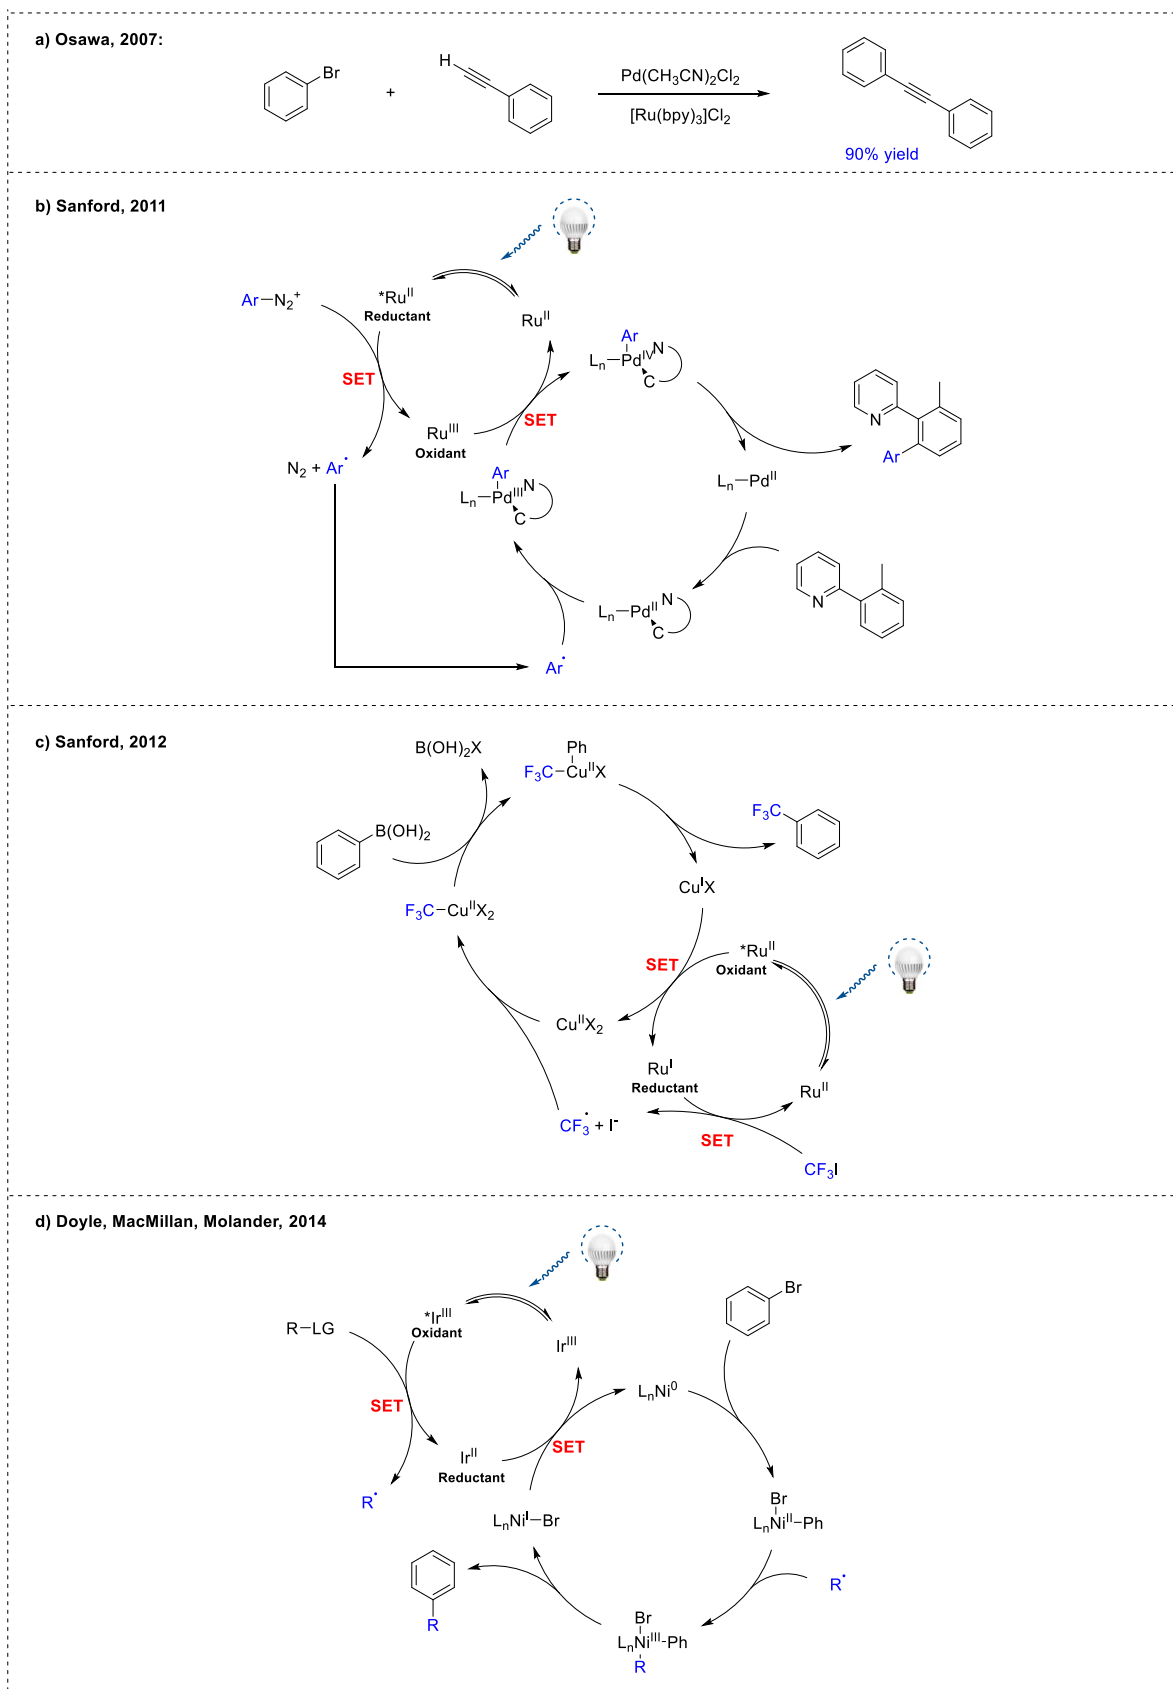 a) Osawa, 2007:
Br
H
+
Pd(CH3CN)2Cl2
[Ru(bpy)3]Cl2
90% yield
b) Sanford, 2011
Ar–N2+
*RuII
Reductant
RuII
SET
RuIII
Oxidant
SET
N2 + Ar•
Ar
Ln–PdIV N
C
N
Ar
Ln–PdII
Ar
Ln–PdIII N
C
N
Ln–PdII N
C
Ar•
c) Sanford, 2012
B(OH)2X
Ph
F3C–CuIIX
B(OH)2
F3C
CuIX
F3C–CuIIX2
SET
*RuII
Oxidant
CuIIX2
RuI
Reductant
RuII
CF3• + I-
SET
CF3I
d) Doyle, MacMillan, Molander, 2014
R–LG
*IrIII
Oxidant
IrIII
Br
LnNi0
SET
SET
IrII
Reductant
R•
LnNiI–Br
Br
LnNiII–Ph
R•
R
Br
LnNiIII–Ph
R